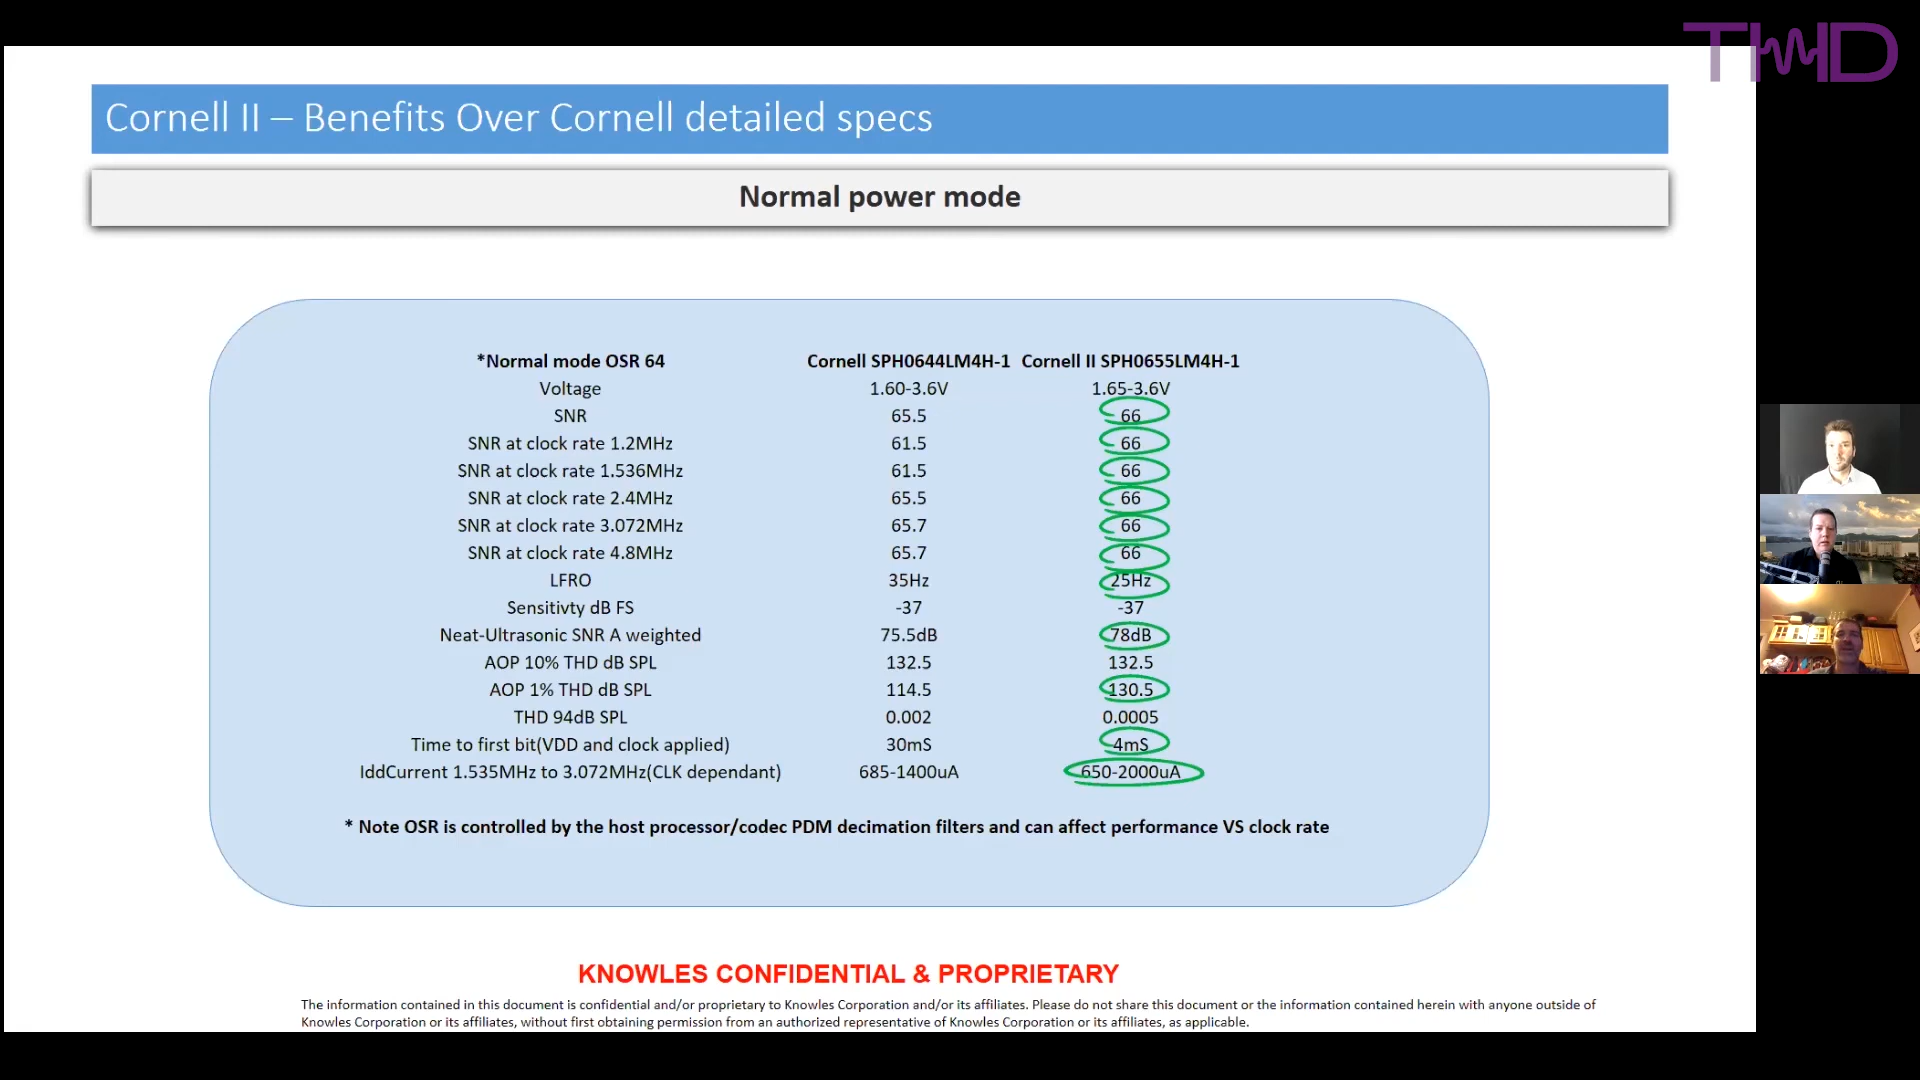 TWD
Cornell II – Benefits Over Cornell detailed specs
Normal power mode
*Normal mode OSR 64 Cornell SPH0644LM4H-1 Cornell II SPH0655LM4H-1
Voltage 1.60-3.6V 1.65-3.6V
SNR 65.5 66
SNR at clock rate 1.2MHz 61.5 66
SNR at clock rate 1.536MHz 61.5 66
SNR at clock rate 2.4MHz 65.5 66
SNR at clock rate 3.072MHz 65.7 66
SNR at clock rate 4.8MHz 65.7 66
LFRO 35Hz 25Hz
Sensitivty dB FS -37 -37
Neat-Ultrasonic SNR A weighted 75.5dB 78dB
AOP 10% THD dB SPL 132.5 132.5
AOP 1% THD dB SPL 114.5 130.5
THD 94dB SPL 0.002 0.0005
Time to first bit(VDD and clock applied) 30mS 4mS
IddCurrent 1.535MHz to 3.072MHz(CLK dependant) 685-1400uA 650-2000uA
* Note OSR is controlled by the host processor/codec PDM decimation filters and can affect performance VS clock rate
KNOWLES CONFIDENTIAL & PROPRIETARY
The information contained in this document is confidential and/or proprietary to Knowles Corporation and/or its affiliates. Please do not share this document or the information contained herein with anyone outside of
Knowles Corporation or its affiliates, without first obtaining permission from an authorized representative of Knowles Corporation or its affiliates, as applicable.